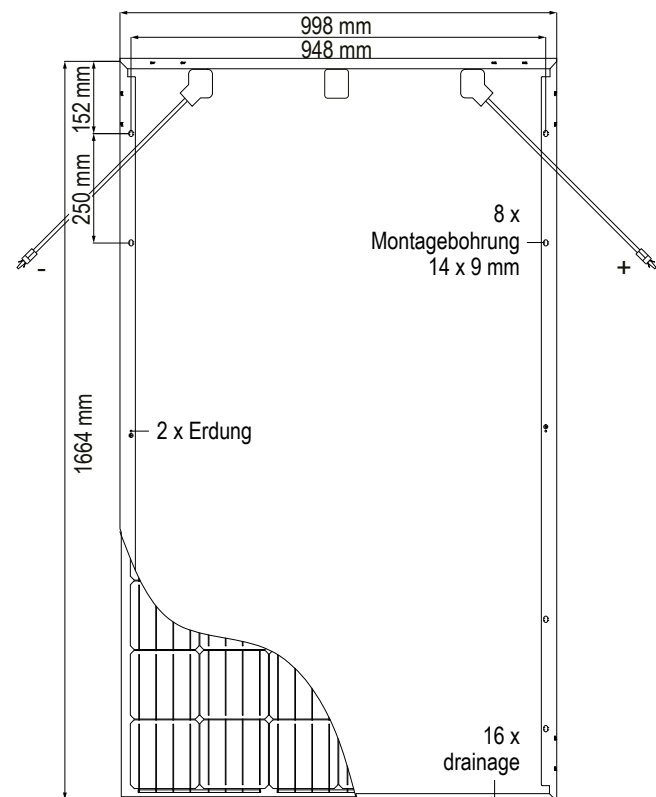 998 mm
948 mm
152 mm
250 mm
8 x
Montagebohrung
14 x 9 mm
-
+
1664 mm
2 x Erdung
16 x
drainage